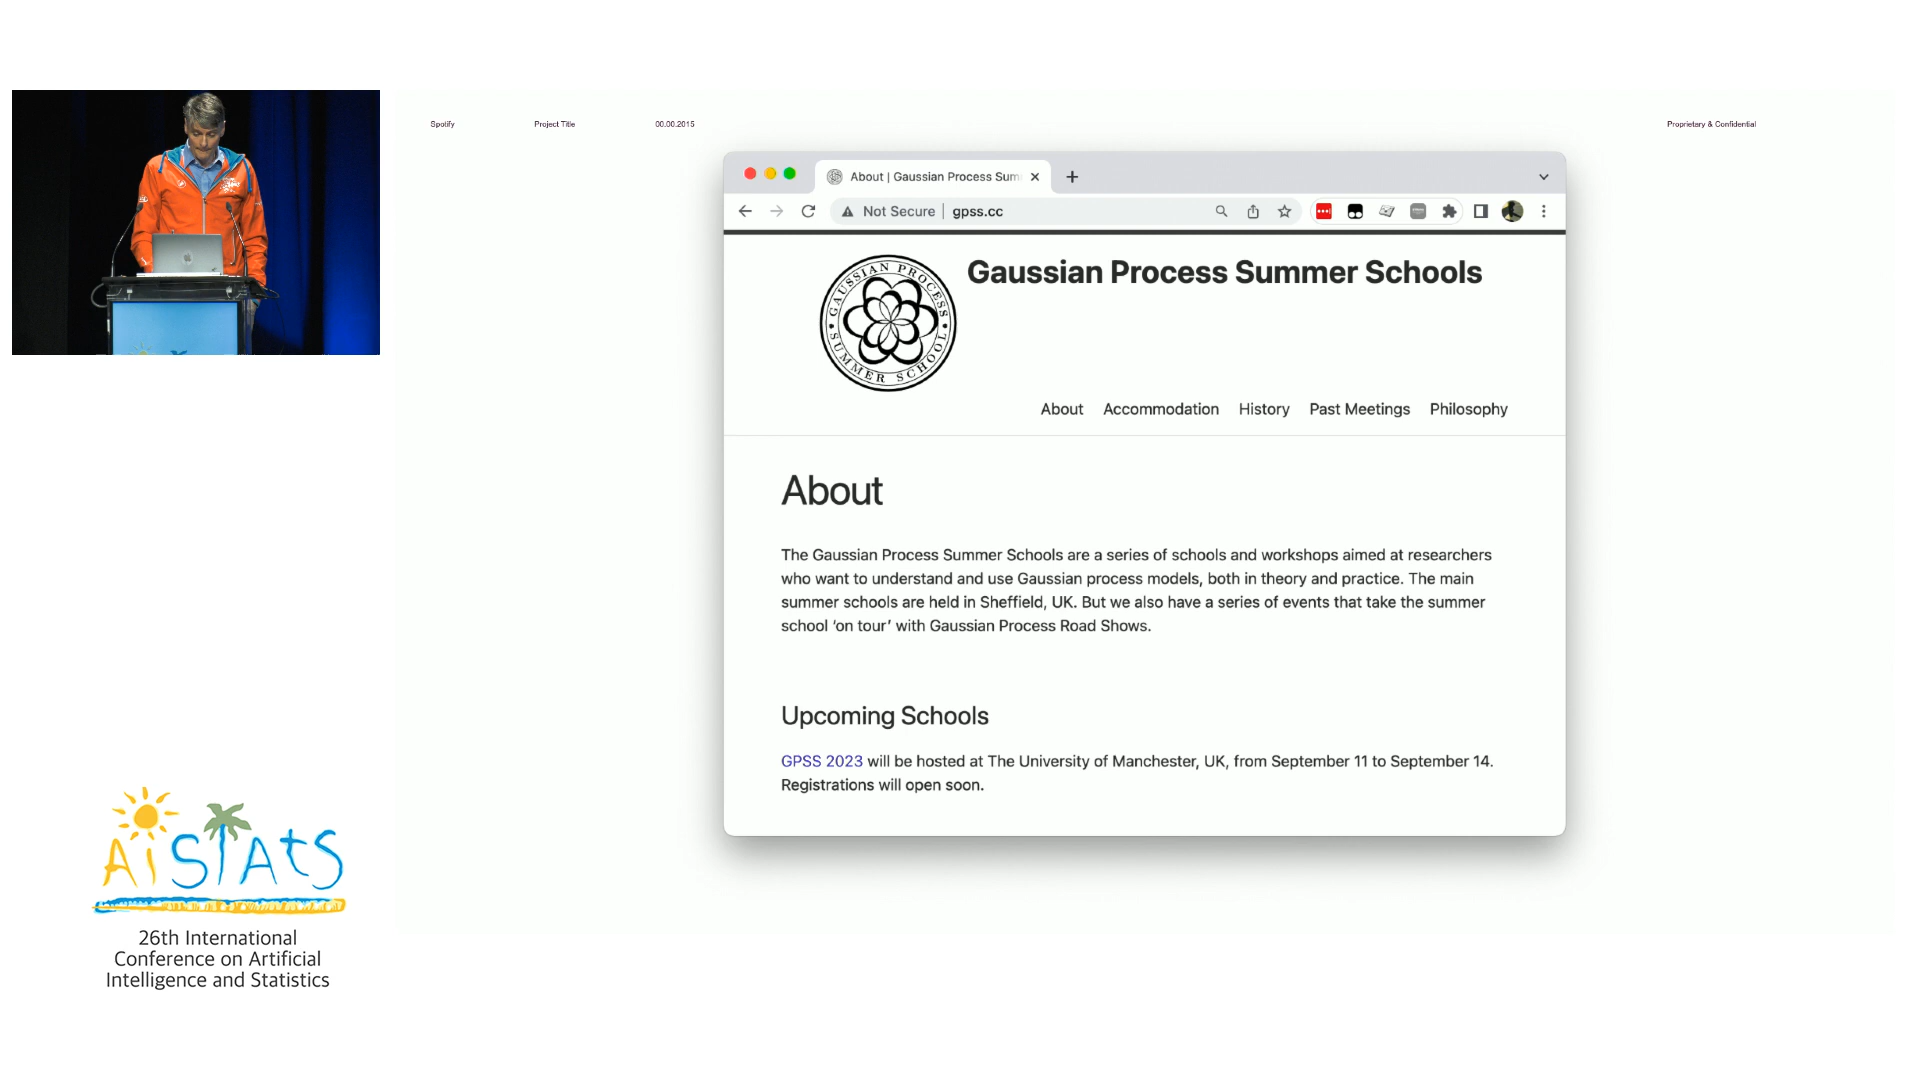 Spotify Project Title 00.00.2015 Proprietary & Confidential
About | Gaussian Process Sum
Not Secure | gpss.cc
GAUSSIAN PROCESS SUMMER SCHOOL
Gaussian Process Summer Schools
About Accommodation History Past Meetings Philosophy
About
The Gaussian Process Summer Schools are a series of schools and workshops aimed at researchers
who want to understand and use Gaussian process models, both in theory and practice. The main
summer schools are held in Sheffield, UK. But we also have a series of events that take the summer
school ‘on tour’ with Gaussian Process Road Shows.
Upcoming Schools
GPSS 2023 will be hosted at The University of Manchester, UK, from September 11 to September 14.
Registrations will open soon.
AiSTAtS
26th International
Conference on Artificial
Intelligence and Statistics